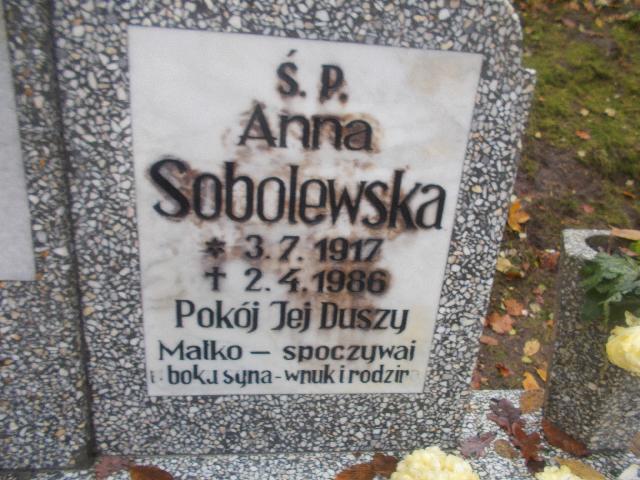 Ś. P.
Anna
Sobolewska
* 3.7.1917
† 2.4.1986
Pokój Jej Duszy
Matko — spoczywaj
boku syna - wnuk i rodzin